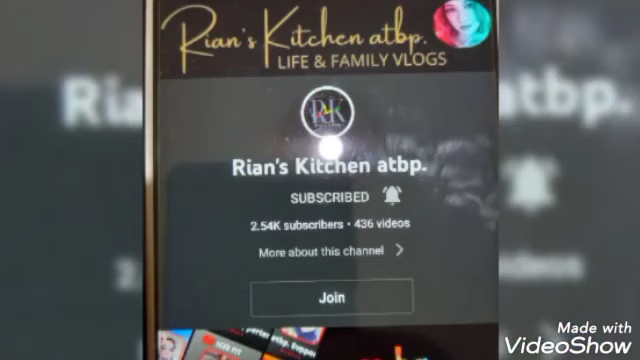 Rian's Kitchen atbp.
LIFE & FAMILY VLOGS
RK
Rian's Kitchen atbp.
SUBSCRIBED
2.54K subscribers • 436 videos
More about this channel >
Join
Made with
VideoShow